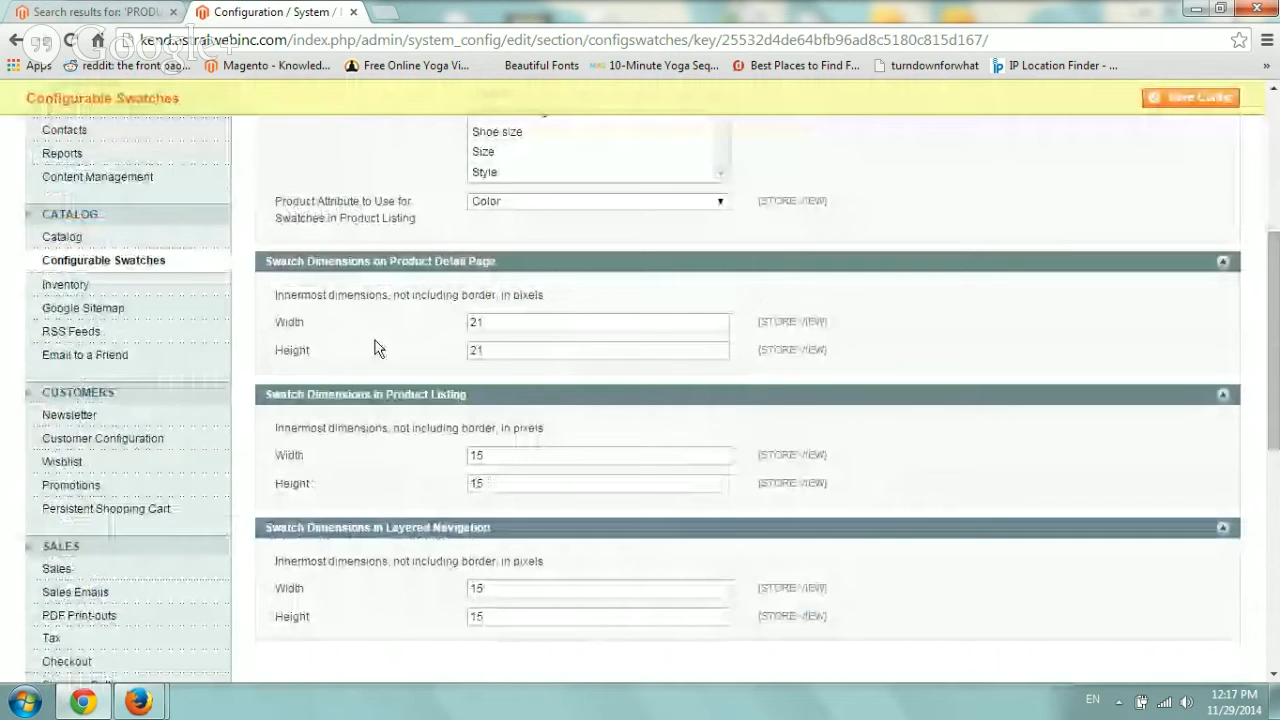 Search results for: 'PRODU
Configuration / System /
Google+
kendustraiwebinc.com/index.php/admin/system_config/edit/section/configswatches/key/25532d4de64bfb96ad8c5180c815d167/
Apps
reddit: the front pag...
Magento - Knowled...
Free Online Yoga Vi...
Beautiful Fonts
10-Minute Yoga Seq...
Best Places to Find F...
turndownforwhat
IP Location Finder - ...
»
Configurable Swatches
Save Config
Contacts
Reports
Content Management
CATALOG
Catalog
Configurable Swatches
Inventory
Google Sitemap
RSS Feeds
Email to a Friend
CUSTOMERS
Newsletter
Customer Configuration
Wishlist
Promotions
Persistent Shopping Cart
SALES
Sales
Sales Emails
PDF Print-outs
Tax
Checkout
Shoe size
Size
Style
Product Attribute to Use for
Swatches in Product Listing
Color
[STORE VIEW]
Swatch Dimensions on Product Detail Page
Innermost dimensions, not including border, in pixels
Width
21
[STORE VIEW]
Height
21
[STORE VIEW]
Swatch Dimensions in Product Listing
Innermost dimensions, not including border, in pixels
Width
15
[STORE VIEW]
Height
15
[STORE VIEW]
Swatch Dimensions in Layered Navigation
Innermost dimensions, not including border, in pixels
Width
15
[STORE VIEW]
Height
15
[STORE VIEW]
EN
12:17 PM
11/29/2014